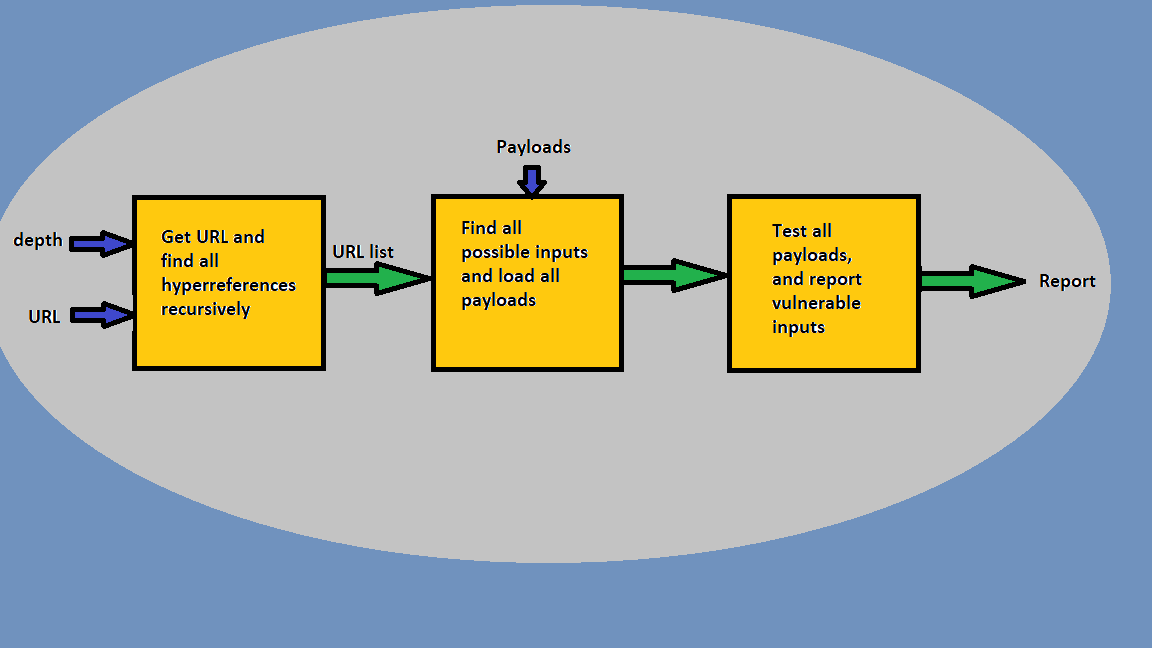 Payloads
depth
URL
Get URL and
find all
hyperreferences
recursively
URL list
Find all
possible inputs
and load all
payloads
Test all
payloads,
and report
vulnerable
inputs
Report